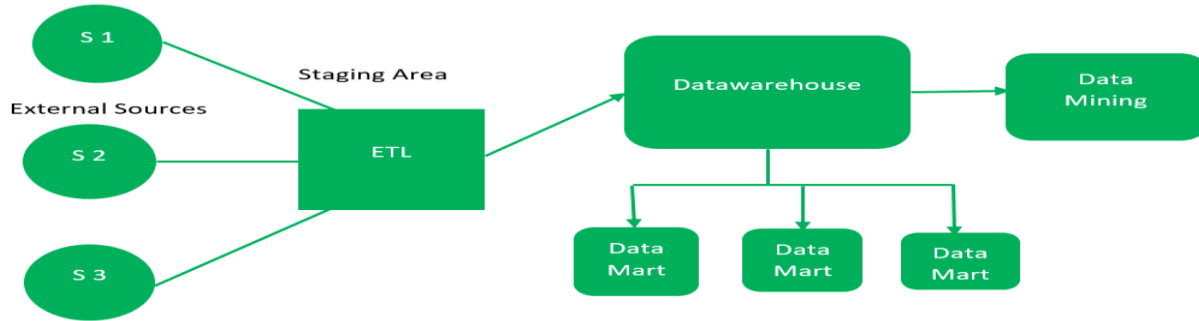 S 1
Staging Area
External Sources
S 2
ETL
S 3
Datawarehouse
Data
Mining
Data
Mart
Data
Mart
Data
Mart